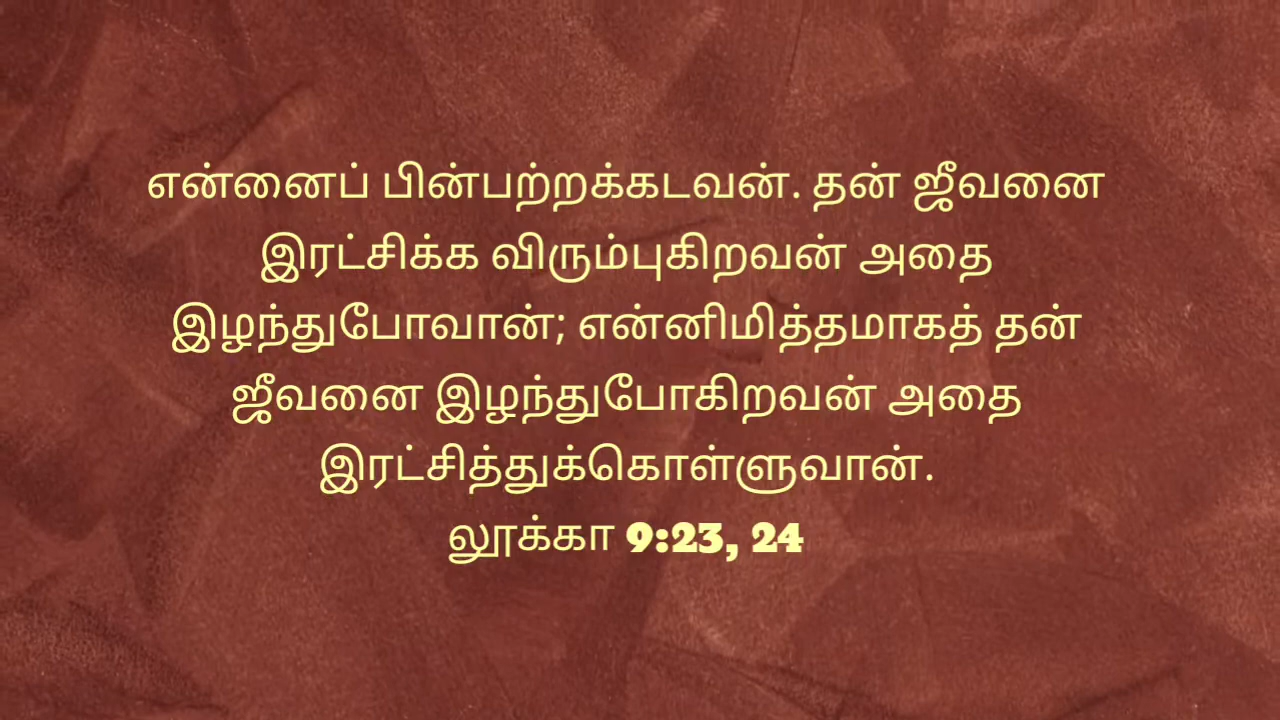 என்னைப் பின்பற்றக்கடவன். தன் ஜீவனை
இரட்சிக்க விரும்புகிறவன் அதை
இழந்துபோவான்; என்னிமித்தமாகத் தன்
ஜீவனை இழந்துபோகிறவன் அதை
இரட்சித்துக்கொள்ளுவான்.
லூக்கா 9:23, 24